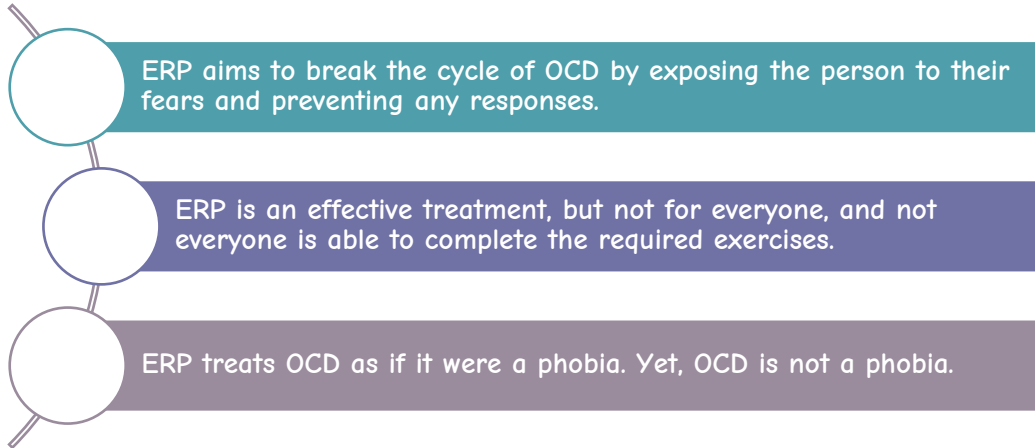 ERP aims to break the cycle of OCD by exposing the person to their
fears and preventing any responses.
ERP is an effective treatment, but not for everyone, and not
everyone is able to complete the required exercises.
ERP treats OCD as if it were a phobia. Yet, OCD is not a phobia.